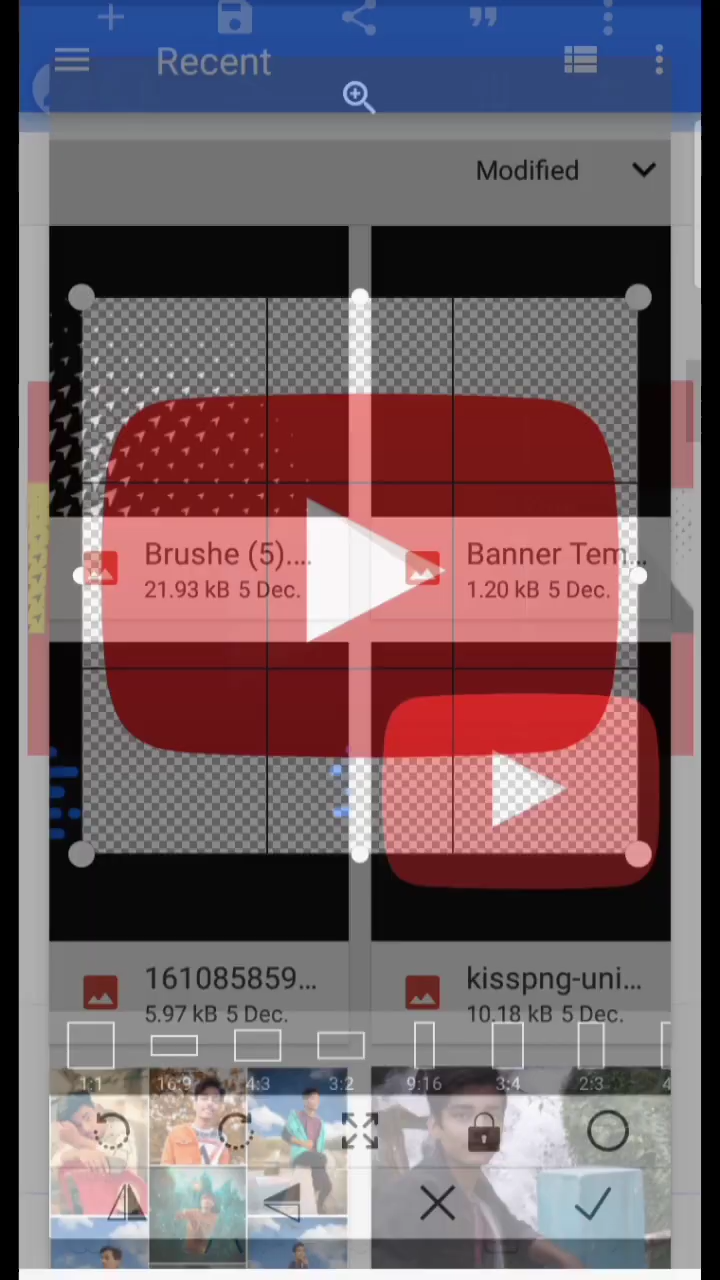 Recent
Modified
Brushe (5)....
21.93 kB 5 Dec.
Banner Tem...
1.20 kB 5 Dec.
161085859...
5.97 kB 5 Dec.
kisspng-uni...
10.18 kB 5 Dec.
1:1 16:9 4:3 3:2 9:16 3:4 2:3